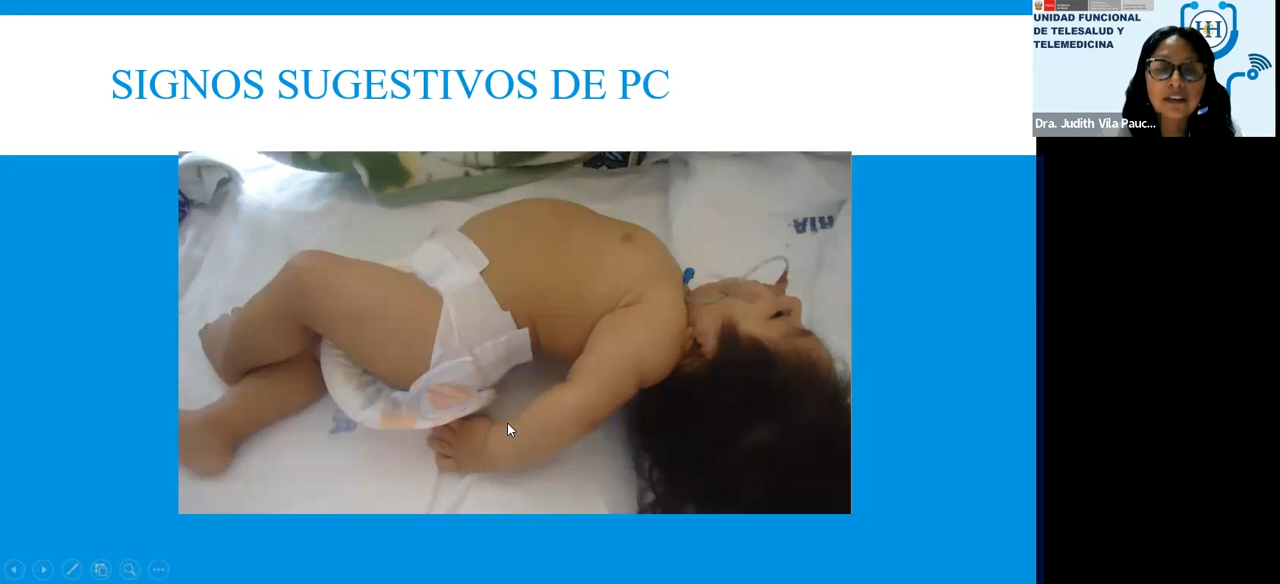 SIGNOS SUGESTIVOS DE PC
UNIDAD FUNCIONAL
DE TELESALUD Y
TELEMEDICINA
Dra. Judith Vila Pauc...